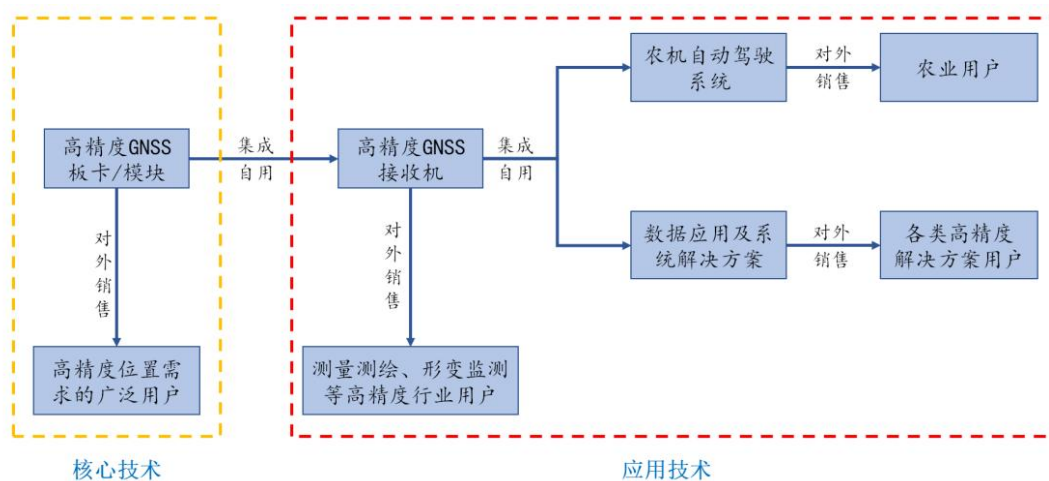 农机自动驾驶
系统
对外
销售
农业用户
高精度GNSS
板卡/模块
集成
自用
高精度GNSS
接收机
集成
自用
对
外
销
售
对
外
销
售
数据应用及系
统解决方案
对外
销售
各类高精度
解决方案用户
高精度位置需
求的广泛用户
测量测绘、形变监测
等高精度行业用户
核心技术
应用技术